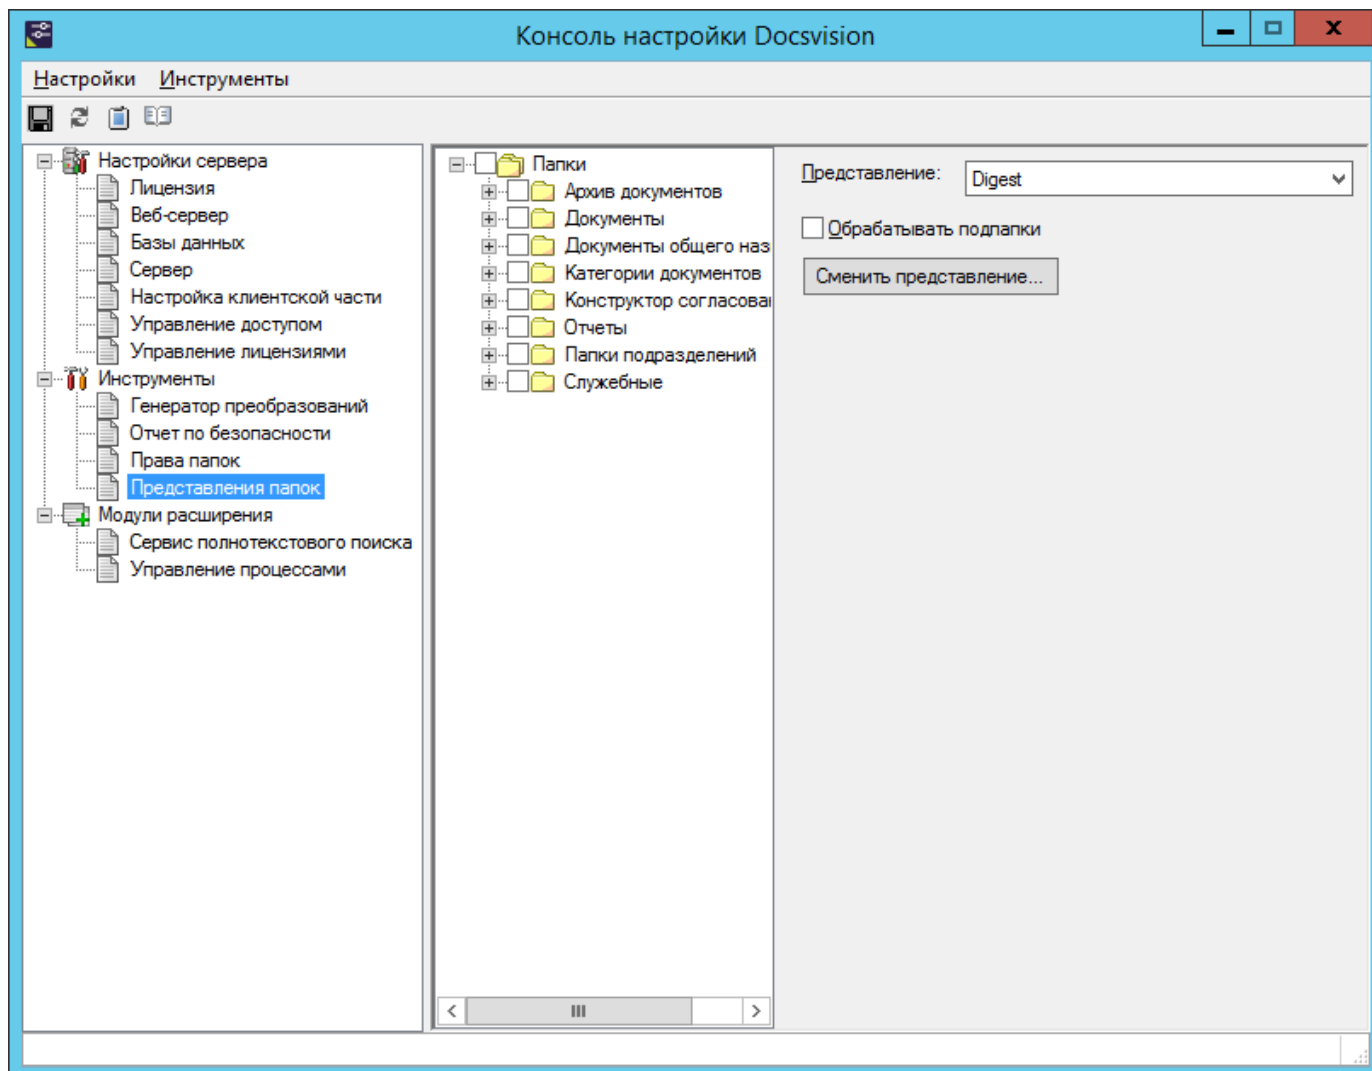 Консоль настройки Docsvision
Настройки Инструменты
Настройки сервера
Лицензия
Веб-сервер
Базы данных
Сервер
Настройка клиентской части
Управление доступом
Управление лицензиями
Инструменты
Генератор преобразований
Отчет по безопасности
Права папок
Представления папок
Модули расширения
Сервис полнотекстового поиска
Управление процессами
Папки
Архив документов
Документы
Документы общего наз
Категории документов
Конструктор согласова
Отчеты
Папки подразделений
Служебные
Представление: Digest
Обрабатывать подпапки
Сменить представление...